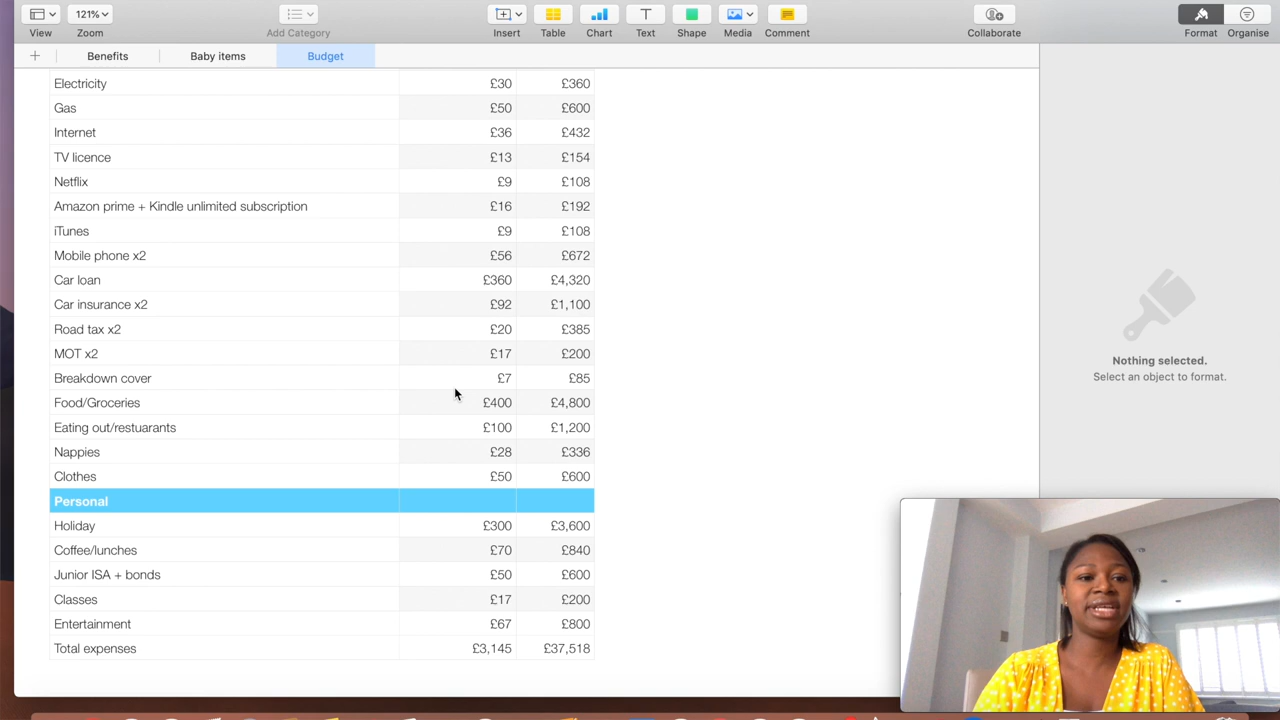 121%
View
Zoom
Add Category
Insert
Table
Chart
Text
Shape
Media
Comment
Collaborate
Format
Organise
Benefits
Baby items
Budget
Electricity £30 £360
Gas £50 £600
Internet £36 £432
TV licence £13 £154
Netflix £9 £108
Amazon prime + Kindle unlimited subscription £16 £192
iTunes £9 £108
Mobile phone x2 £56 £672
Car loan £360 £4,320
Car insurance x2 £92 £1,100
Road tax x2 £20 £385
MOT x2 £17 £200
Breakdown cover £7 £85
Food/Groceries £400 £4,800
Eating out/restuarants £100 £1,200
Nappies £28 £336
Clothes £50 £600
Personal
Holiday £300 £3,600
Coffee/lunches £70 £840
Junior ISA + bonds £50 £600
Classes £17 £200
Entertainment £67 £800
Total expenses £3,145 £37,518
Nothing selected.
Select an object to format.